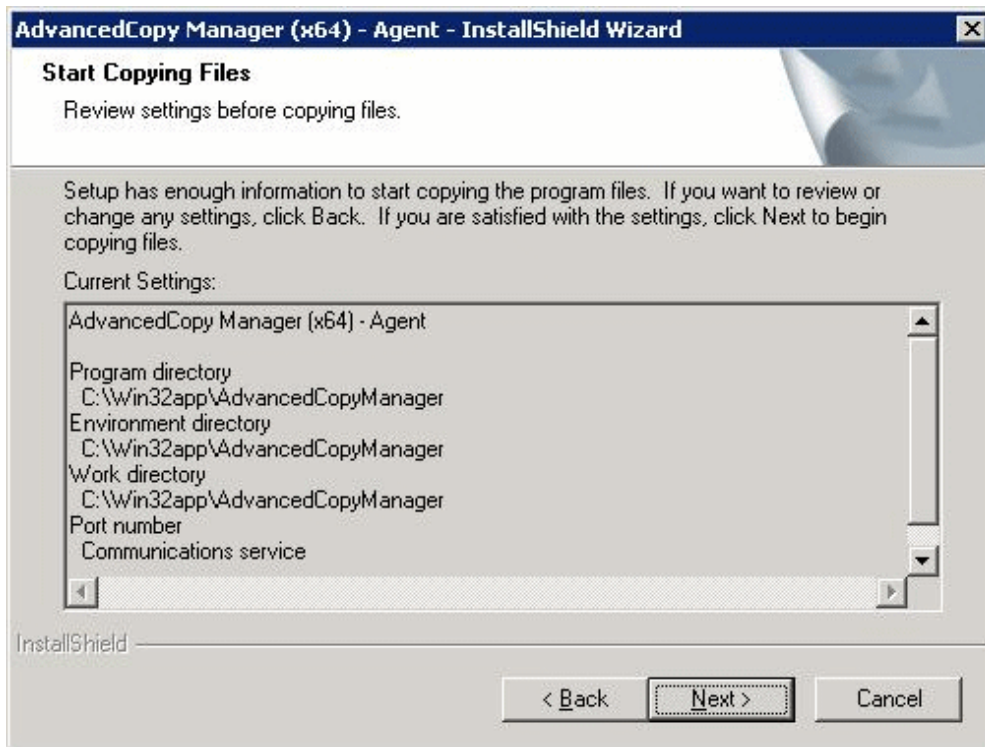 AdvancedCopy Manager (x64) - Agent - InstallShield Wizard
Start Copying Files
Review settings before copying files.
Setup has enough information to start copying the program files. If you want to review or
change any settings, click Back. If you are satisfied with the settings, click Next to begin
copying files.
Current Settings:
AdvancedCopy Manager (x64) - Agent
Program directory
C:\Win32app\AdvancedCopyManager
Environment directory
C:\Win32app\AdvancedCopyManager
Work directory
C:\Win32app\AdvancedCopyManager
Port number
Communications service
InstallShield
< Back Next > Cancel